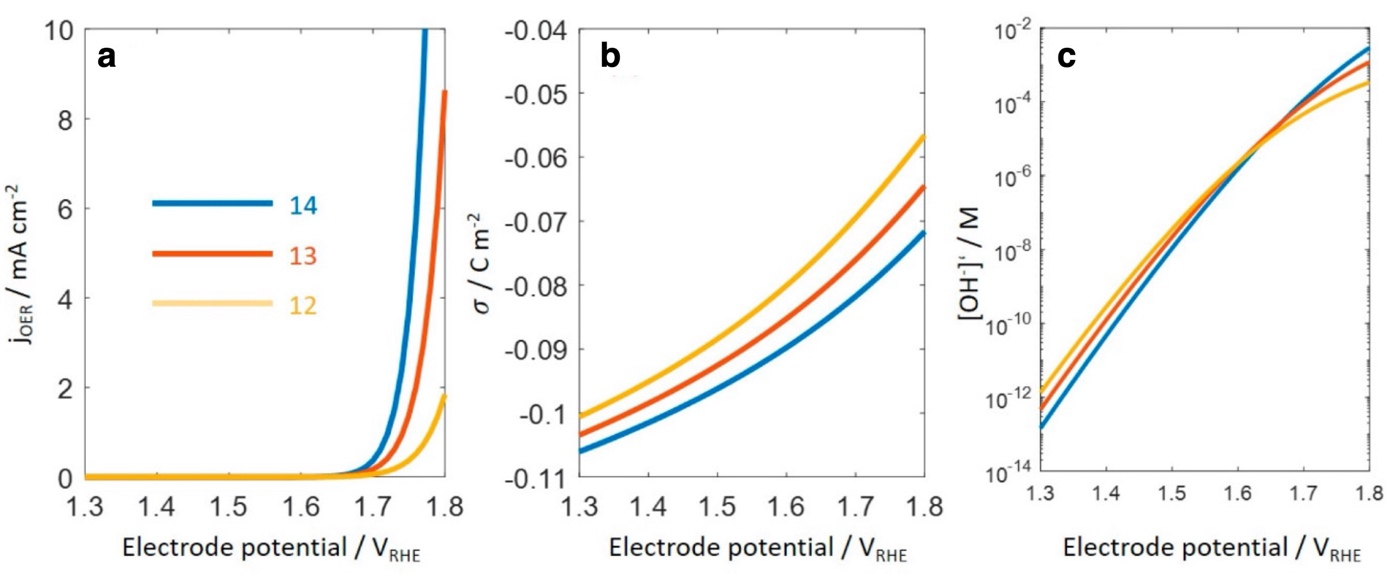 a
10
8
6
4
2
0
j_OER / mA cm⁻²
14
13
12
1.3 1.4 1.5 1.6 1.7 1.8
Electrode potential / V_RHE
b
-0.04
-0.05
-0.06
-0.07
-0.08
-0.09
-0.1
-0.11
σ / C m⁻²
1.3 1.4 1.5 1.6 1.7 1.8
Electrode potential / V_RHE
c
10⁻²
10⁻⁴
10⁻⁶
10⁻⁸
10⁻¹⁰
10⁻¹²
10⁻¹⁴
[OH⁻]‘ / M
1.3 1.4 1.5 1.6 1.7 1.8
Electrode potential / V_RHE